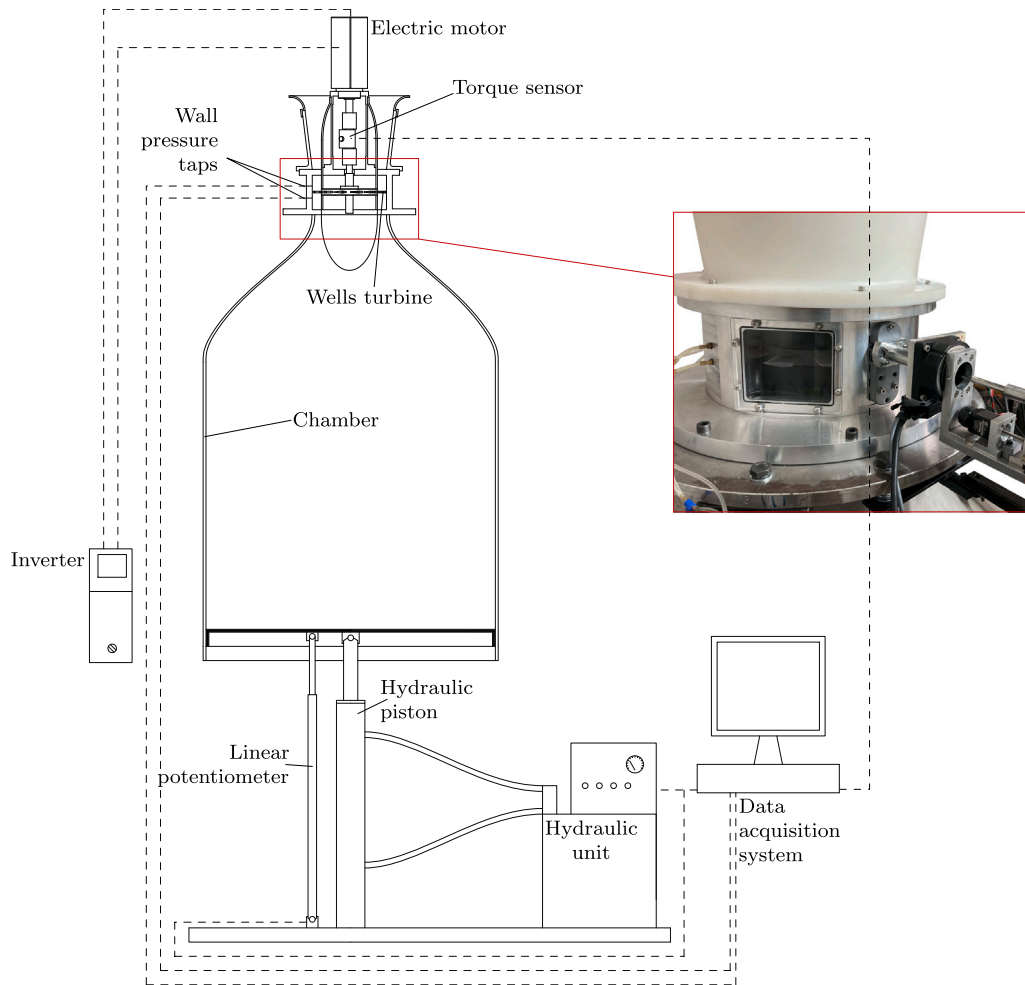 Electric motor
Torque sensor
Wall
pressure
taps
Wells turbine
Chamber
Inverter
Hydraulic
piston
Linear
potentiometer
Hydraulic
unit
Data
acquisition
system